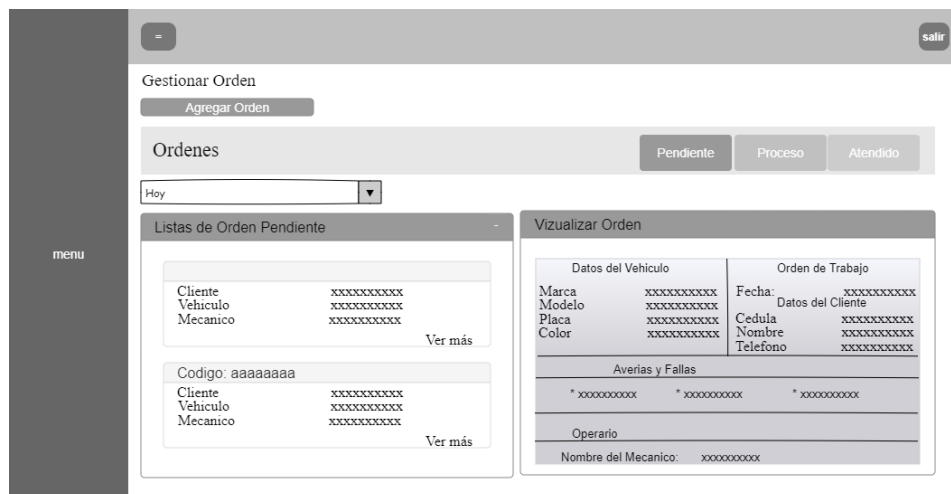 =
salir
Gestionar Orden
Agregar Orden
Ordenes
Pendiente
Proceso
Atendido
Hoy
menu
Listas de Orden Pendiente
-
Cliente xxxxxxxxxx
Vehiculo xxxxxxxxxx
Mecanico xxxxxxxxxx
Ver más
Codigo: aaaaaaaa
Cliente xxxxxxxxxx
Vehiculo xxxxxxxxxx
Mecanico xxxxxxxxxx
Ver más
Vizualizar Orden
Datos del Vehiculo
Marca xxxxxxxxxx
Modelo xxxxxxxxxx
Placa xxxxxxxxxx
Color xxxxxxxxxx
Orden de Trabajo
Fecha: xxxxxxxxxx
Datos del Cliente
Cedula xxxxxxxxxx
Nombre xxxxxxxxxx
Telefono xxxxxxxxxx
Averias y Fallas
* xxxxxxxxxx * xxxxxxxxxx * xxxxxxxxxx
Operario
Nombre del Mecanico: xxxxxxxxxx